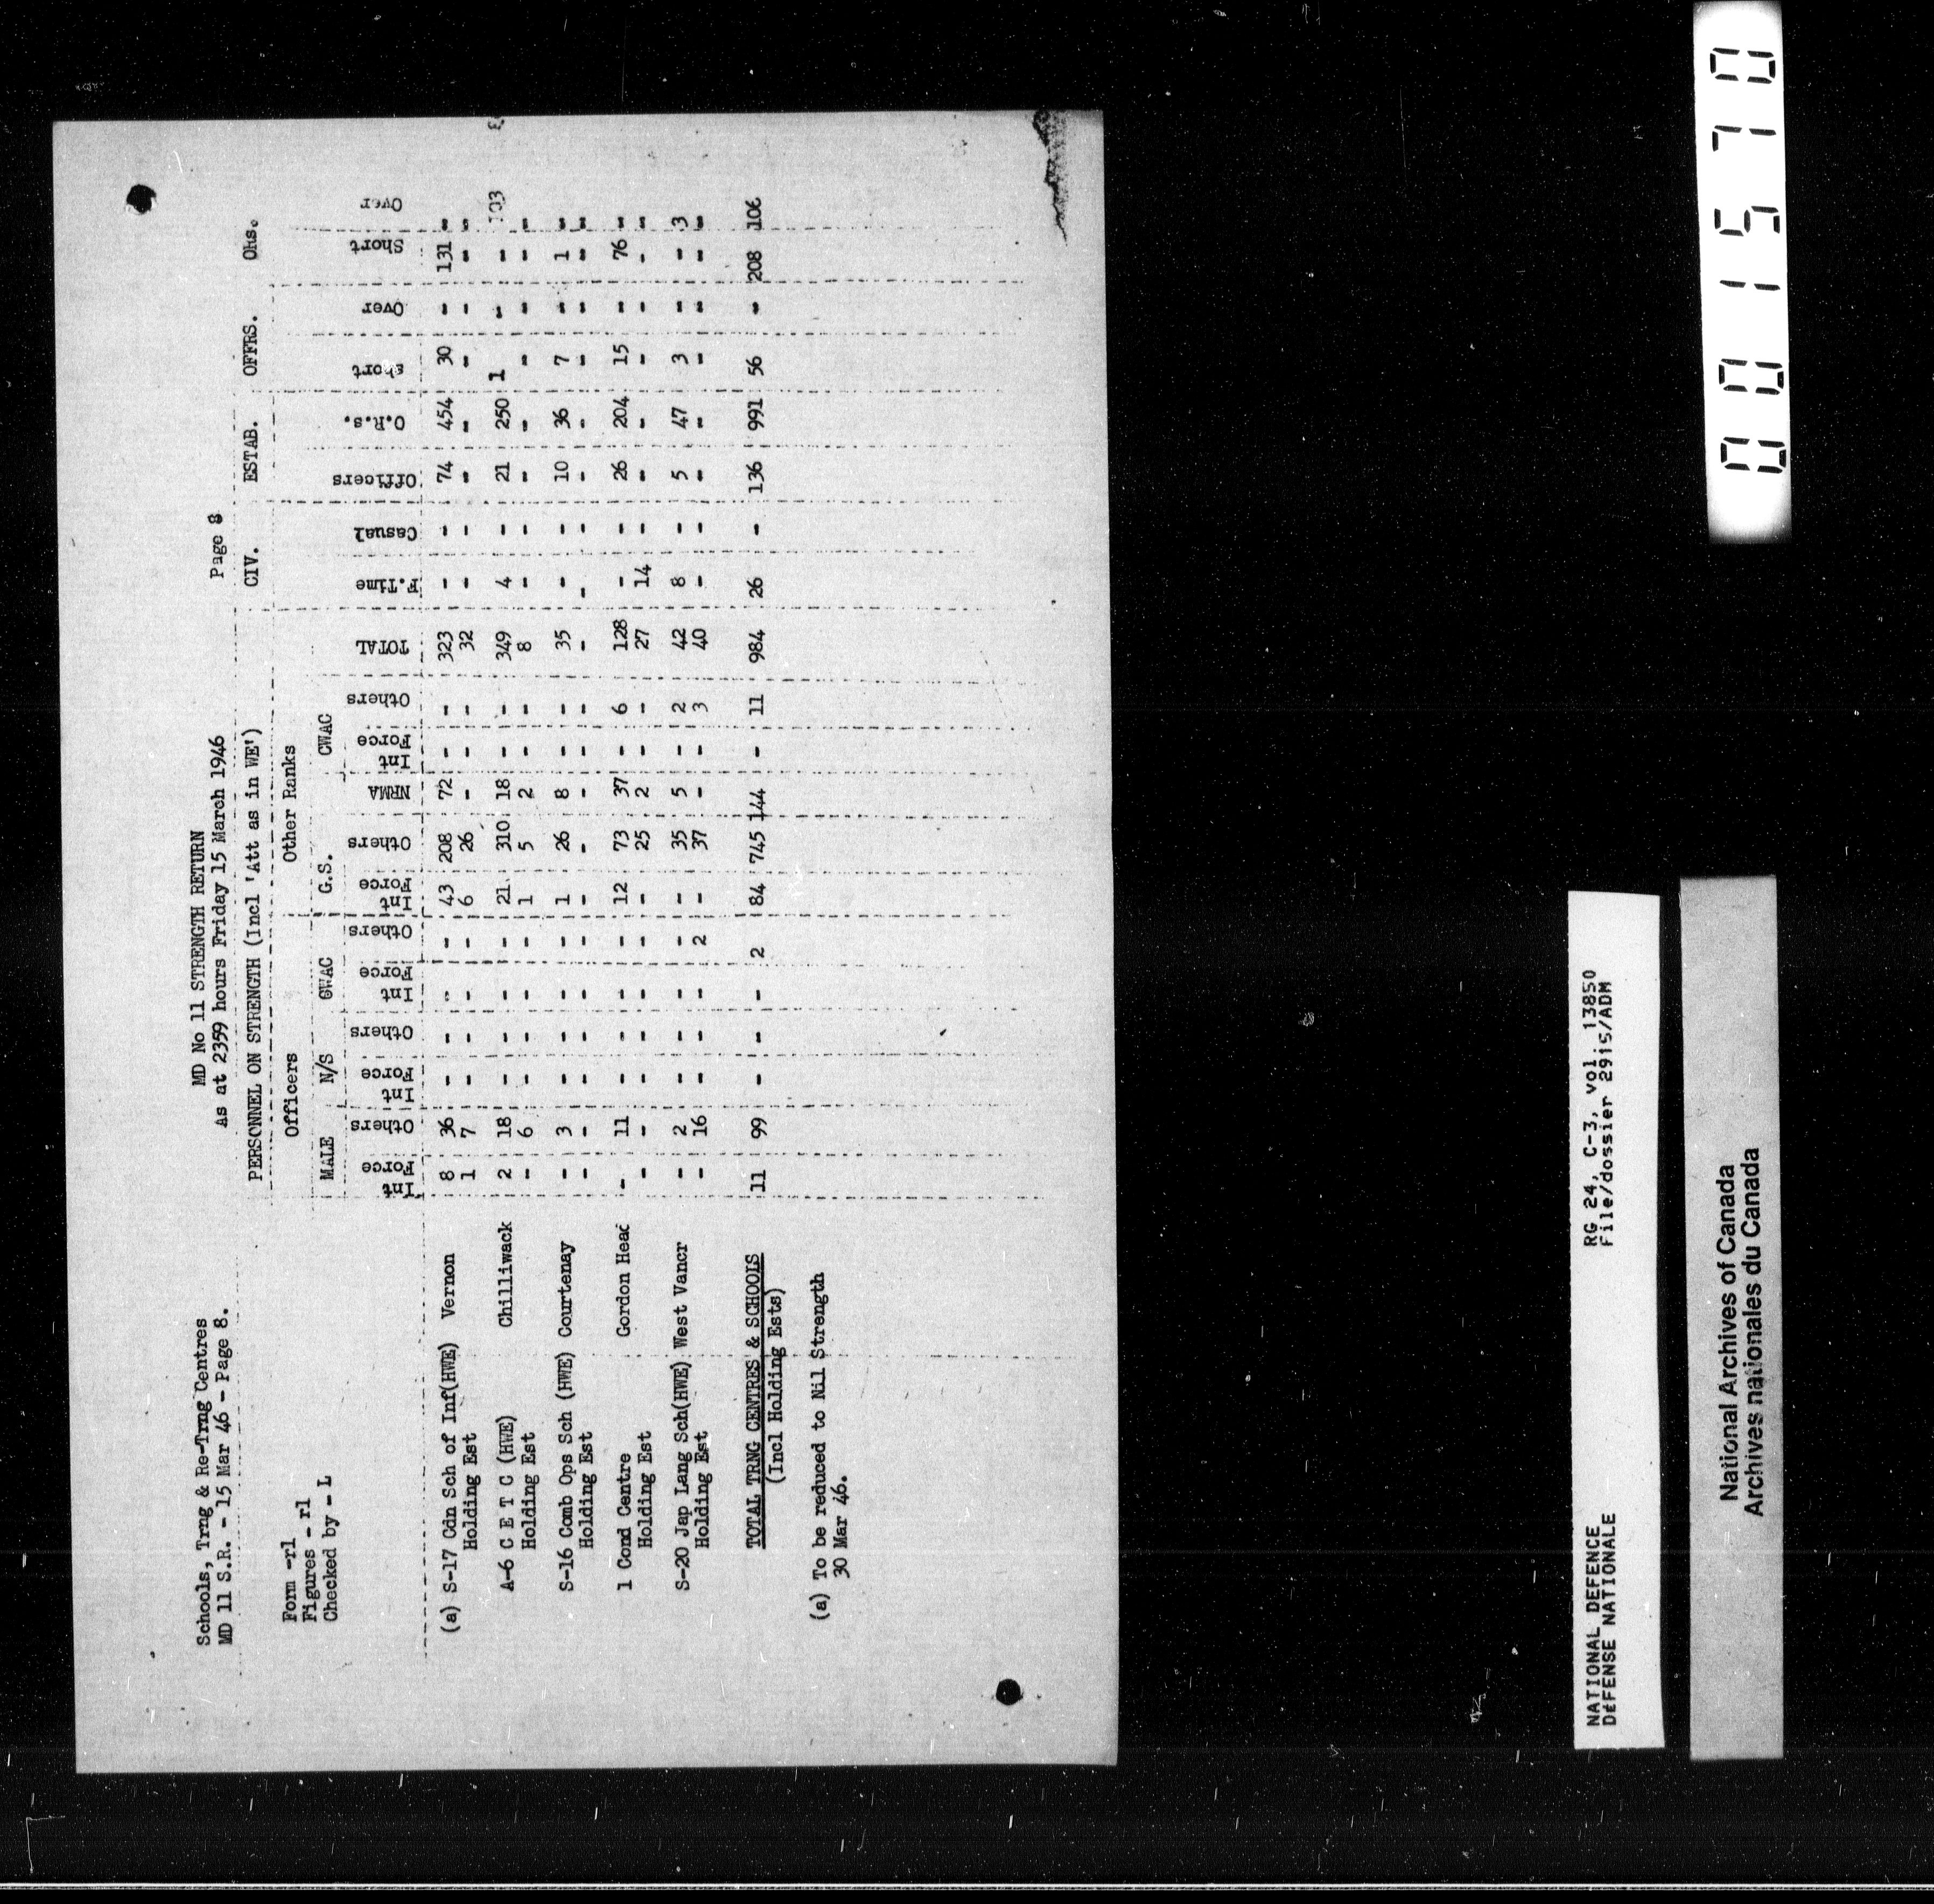 Schools, Trng & Re-Trng Centres
MD 11 S.R. - 15 Mar 46 - Page 8.
MD No 11 STRENGTH RETURN
As at 2359 hours Friday 15 March 1946 Page 8
PERSONNEL ON STRENGTH (Incl 'Att as in WE') CIV. ESTAB. OFFRS. ORs.
Form -rl
Figures - rl
Checked by - L
Officers Other Ranks
MALE N/S CWAC G.S. CWAC
Int Force Others Int Force Others Int Force Others Int Force Others NRMA Int Force Others TOTAL F.Time Casual Officers O.R.s. Short Over Short Over
(a) S-17 Cdn Sch of Inf(HWE) Vernon 8 36 - - - - 43 208 72 - - 323 - - 74 454 30 - 131 -
Holding Est 1 7 - - - - 6 26 - - - 32 - - - - - - - -
A-6 C E T C (HWE) Chilliwack 2 18 - - - - 21 310 18 - - 349 4 - 21 250 1 - - 103
Holding Est - 6 - - - - 1 5 2 - - 8 - - - - - - - -
S-16 Comb Ops Sch (HWE) Courtenay - 3 - - - - 1 26 8 - - 35 - - 10 36 7 - 1 -
Holding Est - - - - - - - - - - - - - - - - - - - -
1 Cond Centre Gordon Head - 11 - - - - 12 73 37 - 6 128 - - 26 204 15 - 76 -
Holding Est - - - - - - - 25 2 - - 27 14 - - - - - - -
S-20 Jap Lang Sch(HWE) West Vancr - 2 - - - - - 35 5 - 2 42 8 - 5 47 3 - - 3
Holding Est - 16 - - - 2 - 37 - - 3 40 - - - - - - - -
TOTAL TRNG CENTRES & SCHOOLS 11 99 - - - 2 84 745 144 - 11 984 26 - 136 991 56 - 208 106
(Incl Holding Ests)
(a) To be reduced to Nil Strength
30 Mar 46.
NATIONAL DEFENCE RG 24, C-3, vol. 13850
DÉFENSE NATIONALE File/dossier 2915/ADM
National Archives of Canada
Archives nationales du Canada
001570